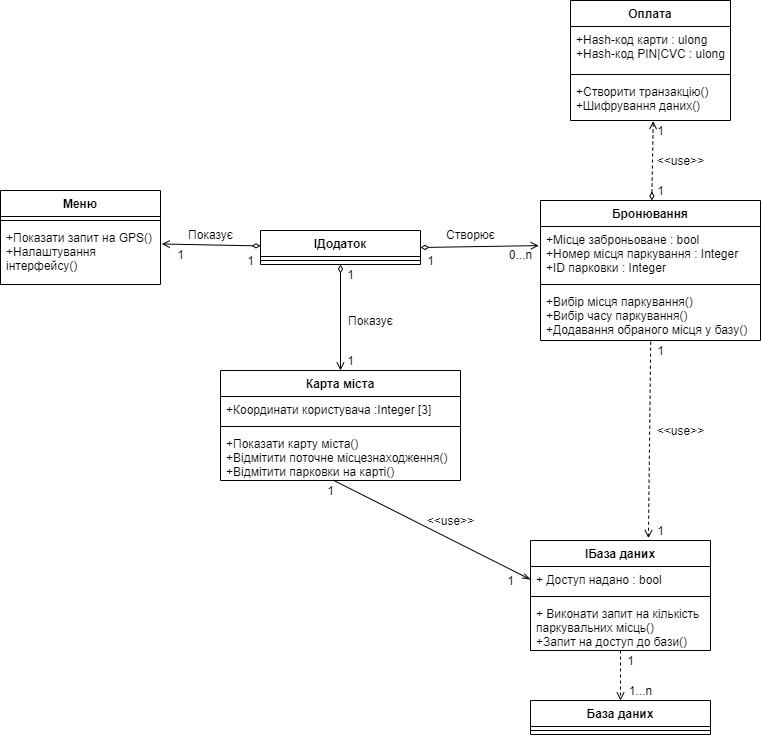 Оплата
+Hash-код карти : ulong
+Hash-код PIN|CVC : ulong
+Створити транзакцію()
+Шифрування даних()
1
<<use>>
1
Меню
+Показати запит на GPS()
+Налаштування
інтерфейсу()
Показує
1
1
ІДодаток
Створює
1
0...n
1
Показує
1
Бронювання
+Місце заброньоване : bool
+Номер місця паркування : Integer
+ID парковки : Integer
+Вибір місця паркування()
+Вибір часу паркування()
+Додавання обраного місця у базу()
1
<<use>>
1
Карта міста
+Координати користувача :Integer [3]
+Показати карту міста()
+Відмітити поточне місцезнаходження()
+Відмітити парковки на карті()
1
<<use>>
1
ІБаза даних
+ Доступ надано : bool
+ Виконати запит на кількість
паркувальних місць()
+Запит на доступ до бази()
1
1...n
База даних